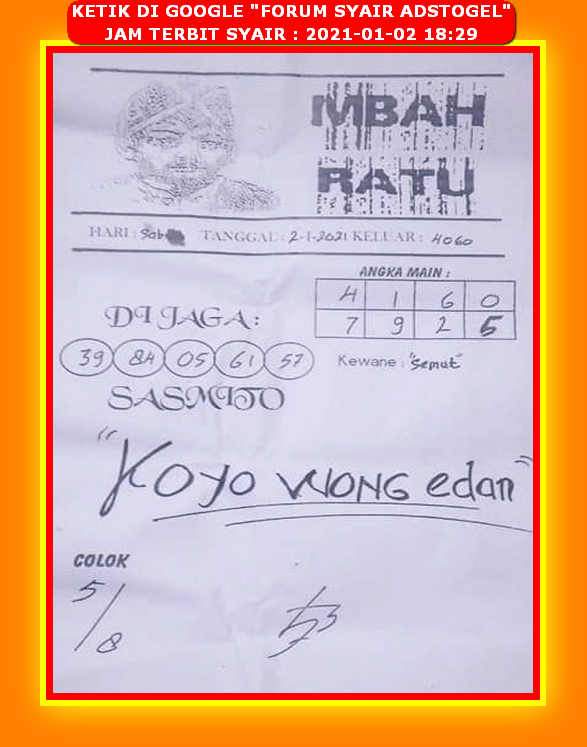 KETIK DI GOOGLE "FORUM SYAIR ADSTOGEL"
JAM TERBIT SYAIR : 2021-01-02 18:29
MBAH
RATU
HARI : Sab TANGGAL : 2-1-2021 KELUAR : 4060
ANGKA MAIN :
4 1 6 0
7 9 2 5
DI JAGA :
39 84 05 61 57
Kewane : "Semut"
SASMITO
"Koyo WONG edan"
COLOK
5/8